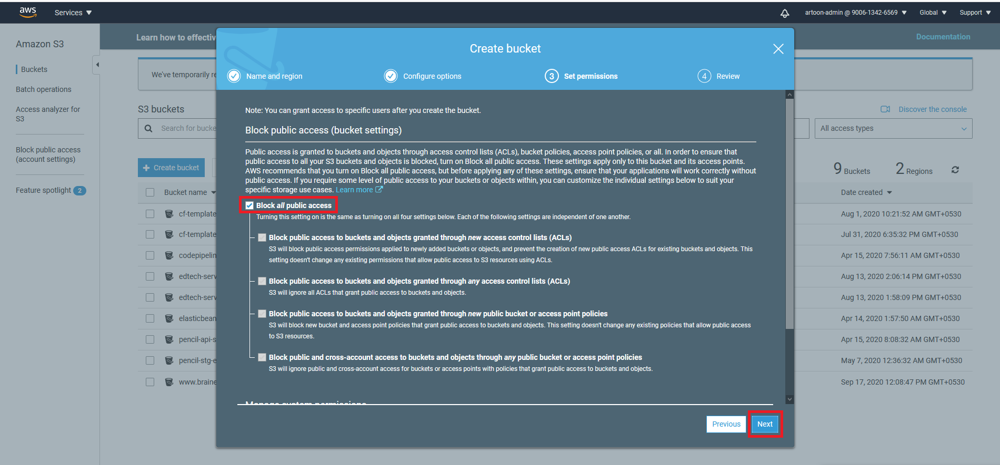 aws
Services
artoon-admin @ 9006-1342-6569
Global
Support
Amazon S3
Buckets
Batch operations
Access analyzer for
S3
Block public access
(account settings)
Feature spotlight 2
Learn how to effectiv
Documentation
We've temporarily re
S3 buckets
Discover the console
Search for bucke
All access types
+ Create bucket
9 Buckets
2 Regions
Bucket name
Date created
cf-template
Aug 1, 2020 10:21:52 AM GMT+0530
cf-template
Jul 31, 2020 6:35:32 PM GMT+0530
codepipelin
Apr 15, 2020 7:56:11 AM GMT+0530
edtech-serv
Aug 13, 2020 2:06:14 PM GMT+0530
edtech-serv
Aug 13, 2020 1:58:09 PM GMT+0530
elasticbean
Apr 14, 2020 1:57:50 AM GMT+0530
pencil-api-s
Apr 15, 2020 8:08:32 AM GMT+0530
pencil-stg-e
May 7, 2020 12:36:32 AM GMT+0530
www.braine
Sep 17, 2020 12:08:47 PM GMT+0530
Create bucket
Name and region
Configure options
3 Set permissions
4 Review
Note: You can grant access to specific users after you create the bucket.
Block public access (bucket settings)
Public access is granted to buckets and objects through access control lists (ACLs), bucket policies, access point policies, or all. In order to ensure that
public access to all your S3 buckets and objects is blocked, turn on Block all public access. These settings apply only to this bucket and its access points.
AWS recommends that you turn on Block all public access, but before applying any of these settings, ensure that your applications will work correctly without
public access. If you require some level of public access to your buckets or objects within, you can customize the individual settings below to suit your
specific storage use cases. Learn more
Block all public access
Turning this setting on is the same as turning on all four settings below. Each of the following settings are independent of one another.
Block public access to buckets and objects granted through new access control lists (ACLs)
S3 will block public access permissions applied to newly added buckets or objects, and prevent the creation of new public access ACLs for existing buckets and objects. This
setting doesn't change any existing permissions that allow public access to S3 resources using ACLs.
Block public access to buckets and objects granted through any access control lists (ACLs)
S3 will ignore all ACLs that grant public access to buckets and objects.
Block public access to buckets and objects granted through new public bucket or access point policies
S3 will block new bucket and access point policies that grant public access to buckets and objects. This setting doesn't change any existing policies that allow public access
to S3 resources.
Block public and cross-account access to buckets and objects through any public bucket or access point policies
S3 will ignore public and cross-account access for buckets or access points with policies that grant public access to buckets and objects.
Manage system permissions
Previous
Next